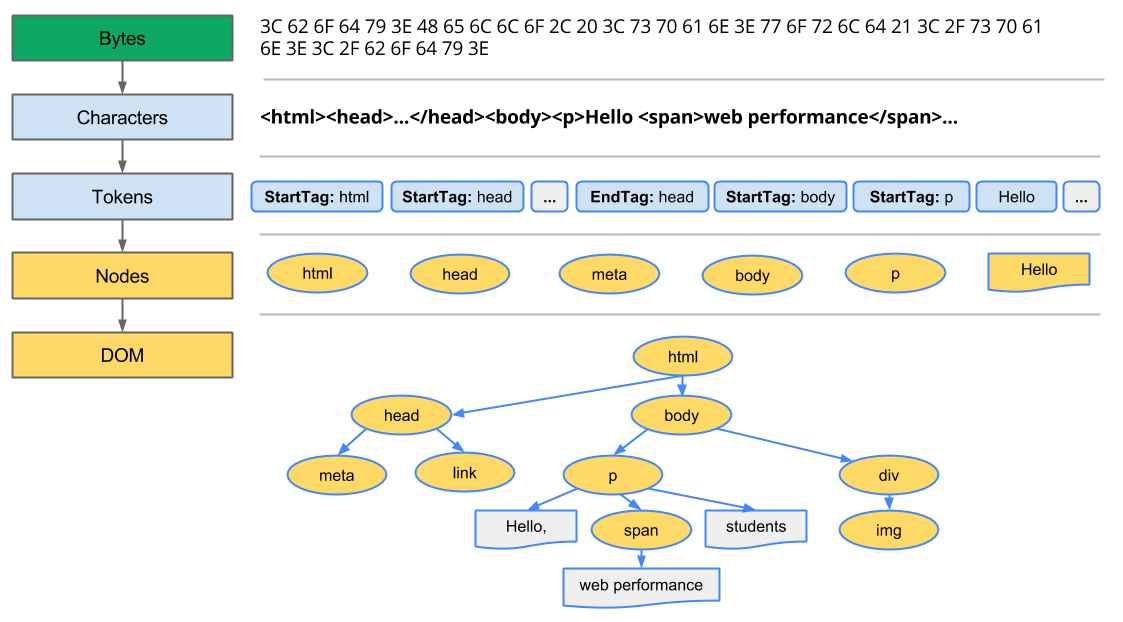 Bytes
3C 62 6F 64 79 3E 48 65 6C 6C 6F 2C 20 3C 73 70 61 6E 3E 77 6F 72 6C 64 21 3C 2F 73 70 61
6E 3E 3C 2F 62 6F 64 79 3E
Characters
<html><head>...</head><body><p>Hello <span>web performance</span>...
Tokens
StartTag: html
StartTag: head
...
EndTag: head
StartTag: body
StartTag: p
Hello
...
Nodes
html
head
meta
body
p
Hello
DOM
html
head
body
meta
link
p
div
Hello,
span
students
img
web performance